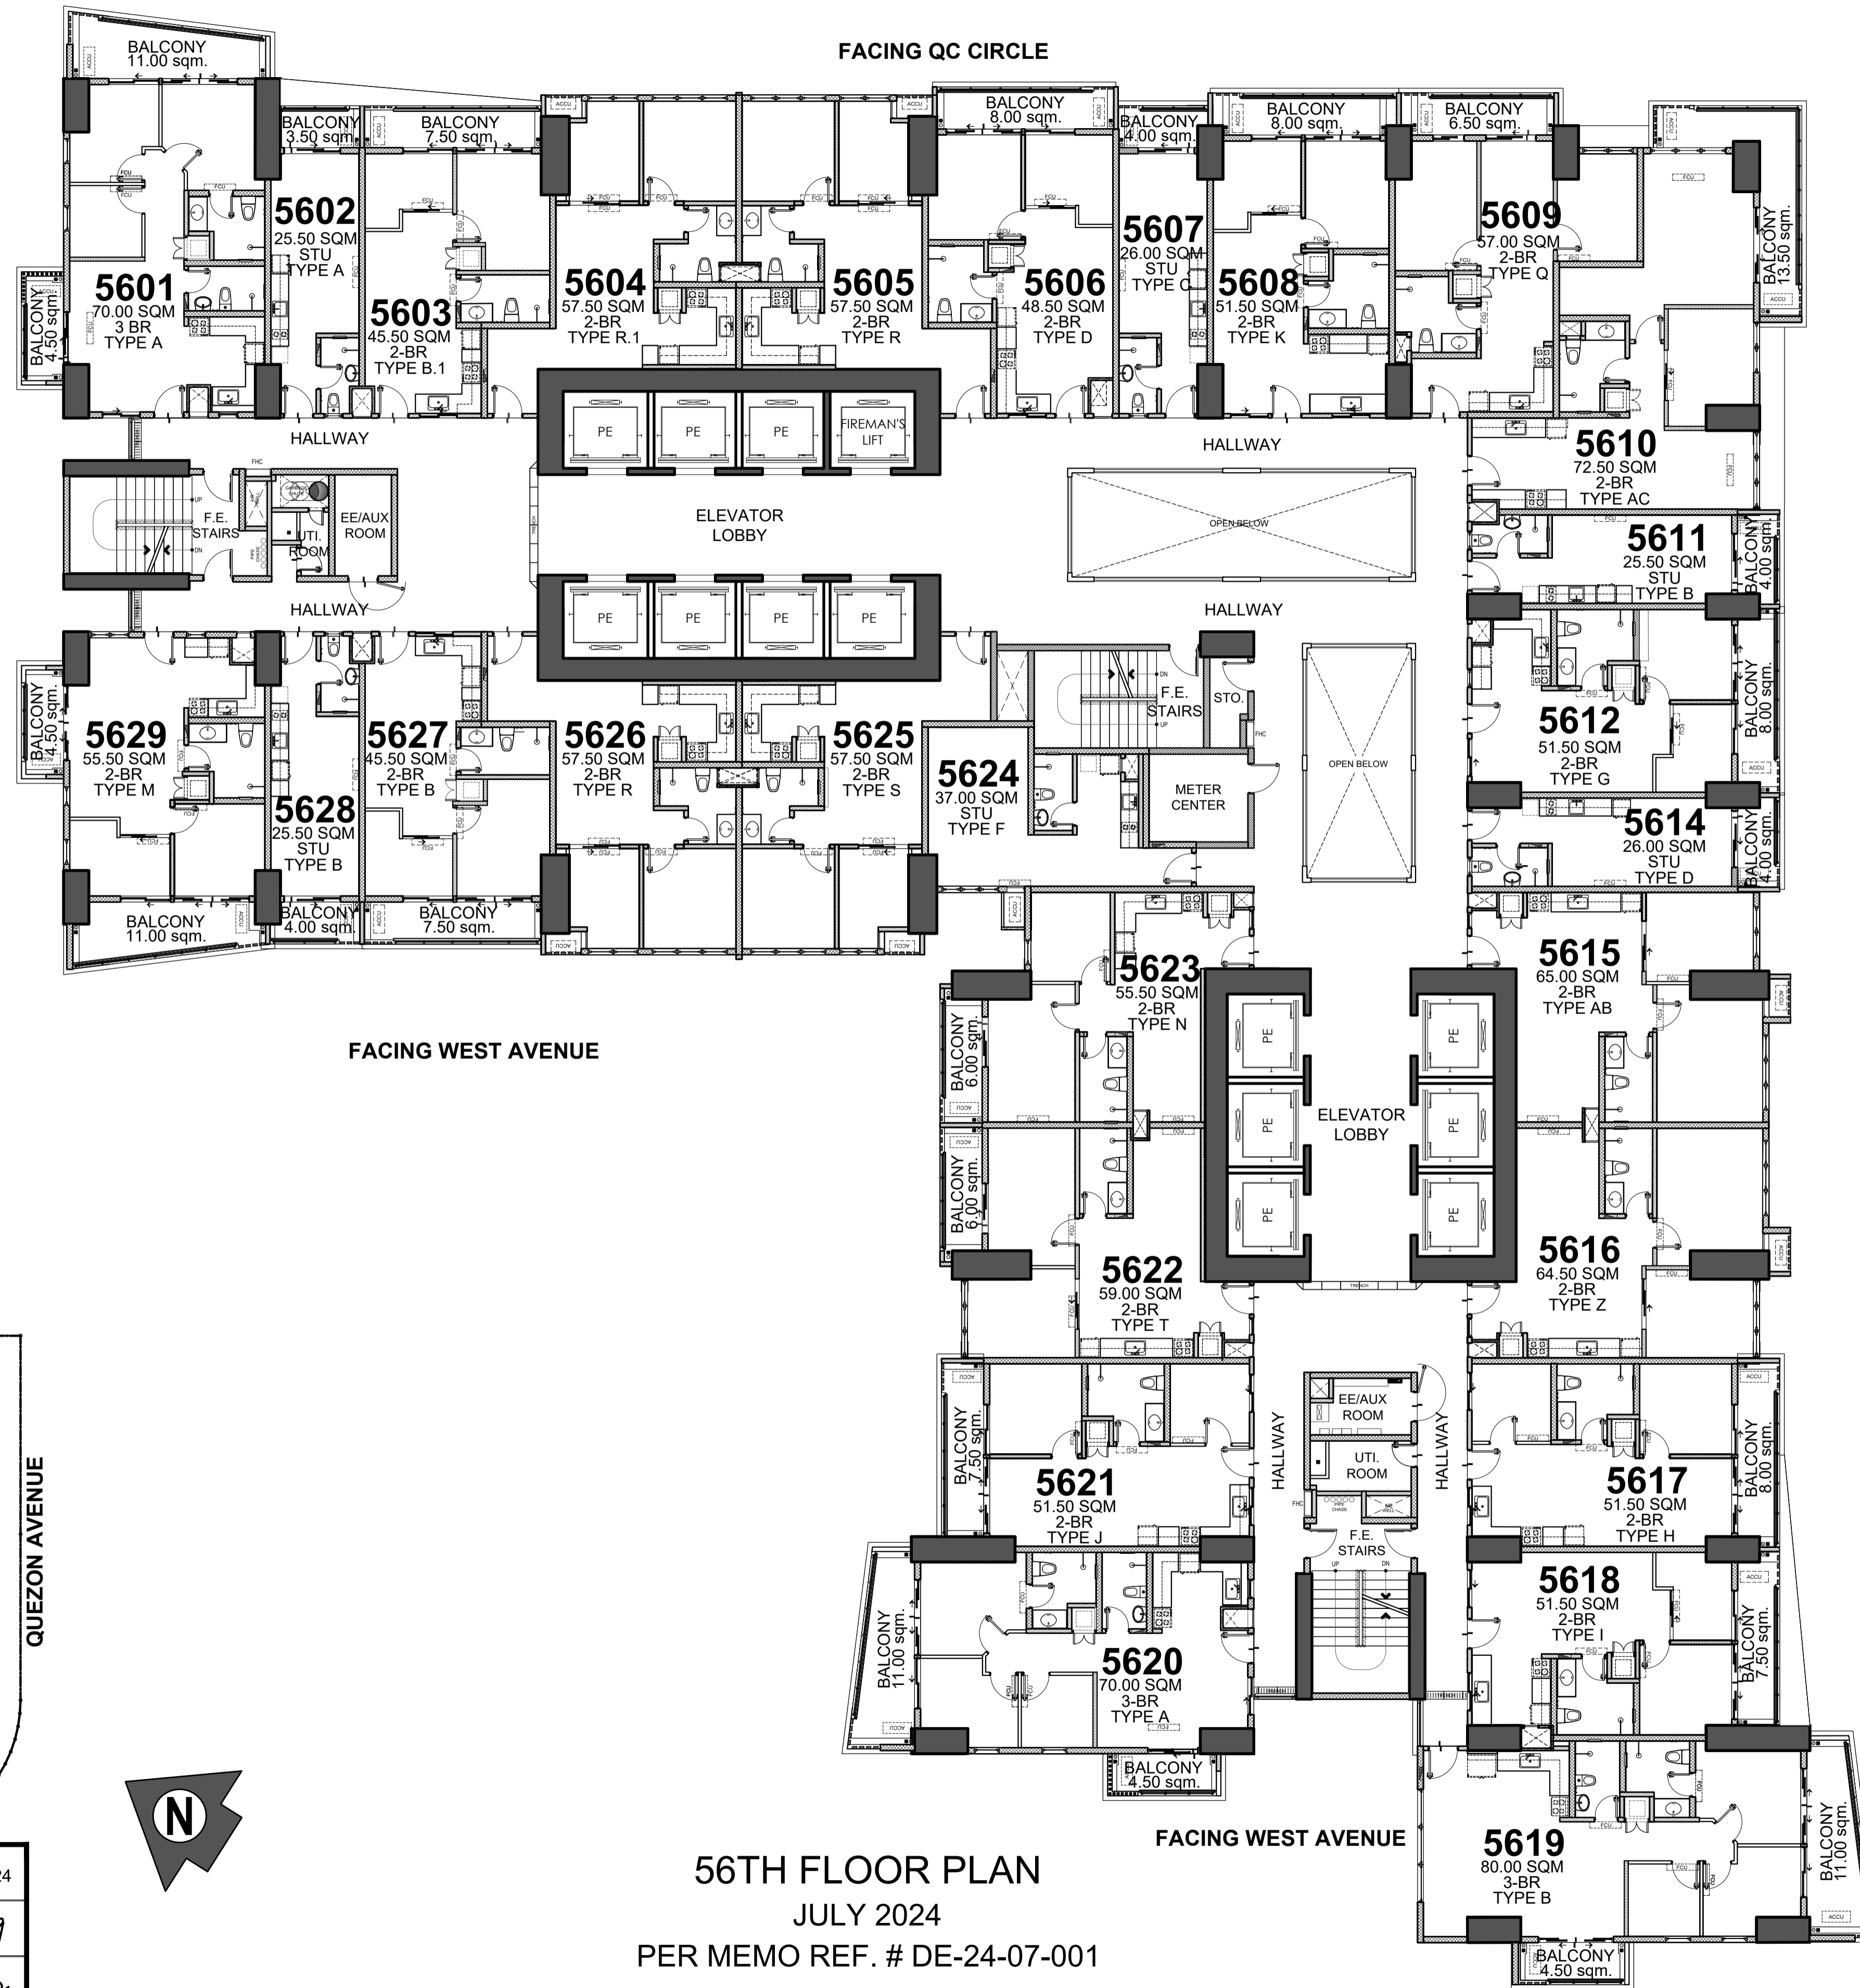 FACING QC CIRCLE
BALCONY
11.00 sqm.
BALCONY
3.50 sqm.
BALCONY
7.50 sqm.
BALCONY
8.00 sqm.
BALCONY
4.00 sqm.
BALCONY
8.00 sqm.
BALCONY
6.50 sqm.
BALCONY
13.50 sqm.
BALCONY
4.50 sqm.
5601
70.00 SQM
3 BR
TYPE A
5602
25.50 SQM
STU
TYPE A
5603
45.50 SQM
2-BR
TYPE B.1
5604
57.50 SQM
2-BR
TYPE R.1
5605
57.50 SQM
2-BR
TYPE R
5606
48.50 SQM
2-BR
TYPE D
5607
26.00 SQM
STU
TYPE C
5608
51.50 SQM
2-BR
TYPE K
5609
57.00 SQM
2-BR
TYPE Q
5610
72.50 SQM
2-BR
TYPE AC
HALLWAY
PE
PE
PE
FIREMAN'S
LIFT
HALLWAY
FHC
UP
F.E.
STAIRS
DN
PIPE
CHASE
UTI.
ROOM
EE/AUX
ROOM
TRENCH
ELEVATOR
LOBBY
OPEN BELOW
5611
25.50 SQM
STU
TYPE B
BALCONY
4.00 sqm.
HALLWAY
PE
PE
PE
PE
HALLWAY
BALCONY
4.50 sqm.
5629
55.50 SQM
2-BR
TYPE M
5628
25.50 SQM
STU
TYPE B
5627
45.50 SQM
2-BR
TYPE B
5626
57.50 SQM
2-BR
TYPE R
5625
57.50 SQM
2-BR
TYPE S
5624
37.00 SQM
STU
TYPE F
DN
F.E.
STAIRS
UP
STO.
FHC
METER
CENTER
OPEN BELOW
5612
51.50 SQM
2-BR
TYPE G
BALCONY
8.00 sqm.
ACCU
5614
26.00 SQM
STU
TYPE D
BALCONY
4.00 sqm.
BALCONY
11.00 sqm.
BALCONY
4.00 sqm.
BALCONY
7.50 sqm.
FACING WEST AVENUE
5623
55.50 SQM
2-BR
TYPE N
BALCONY
6.00 sqm.
5615
65.00 SQM
2-BR
TYPE AB
PE
PE
PE
PE
PE
PE
ELEVATOR
LOBBY
TRENCH
BALCONY
6.00 sqm.
5622
59.00 SQM
2-BR
TYPE T
5616
64.50 SQM
2-BR
TYPE Z
BALCONY
7.50 sqm.
5621
51.50 SQM
2-BR
TYPE J
HALLWAY
EE/AUX
ROOM
UTI.
ROOM
HALLWAY
FHC
PIPE
CHASE
F.E.
STAIRS
UP
DN
5617
51.50 SQM
2-BR
TYPE H
BALCONY
8.00 sqm.
5618
51.50 SQM
2-BR
TYPE I
BALCONY
7.50 sqm.
BALCONY
11.00 sqm.
5620
70.00 SQM
3-BR
TYPE A
BALCONY
4.50 sqm.
FACING WEST AVENUE
5619
80.00 SQM
3-BR
TYPE B
BALCONY
11.00 sqm.
ACCU
BALCONY
4.50 sqm.
QUEZON AVENUE
N
56TH FLOOR PLAN
JULY 2024
PER MEMO REF. # DE-24-07-001